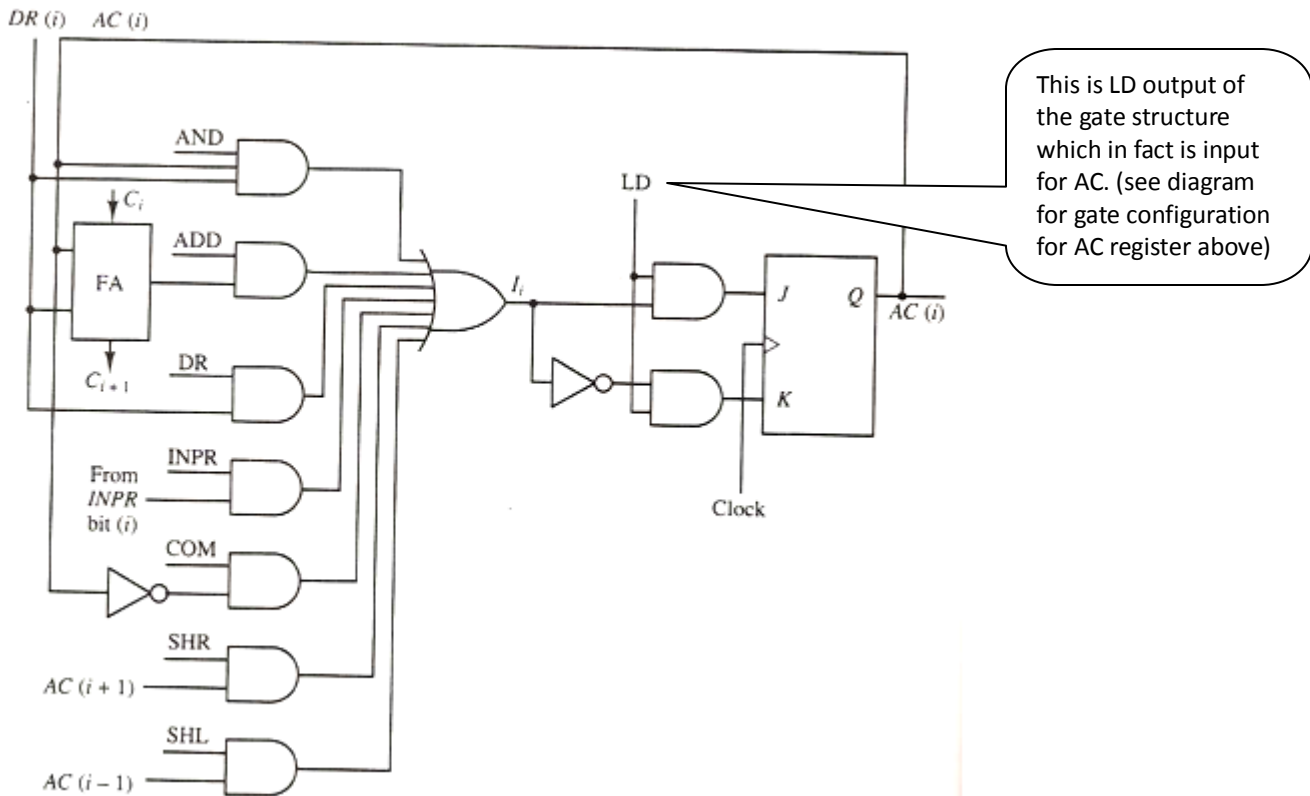 DR (i) AC (i)
This is LD output of
the gate structure
which in fact is input
for AC. (see diagram
for gate configuration
for AC register above)
AND
LD
C_i
ADD
FA
I_i
J Q
AC (i)
C_{i+1}
DR
K
INPR
From
INPR
bit (i)
Clock
COM
SHR
AC (i + 1)
SHL
AC (i − 1)